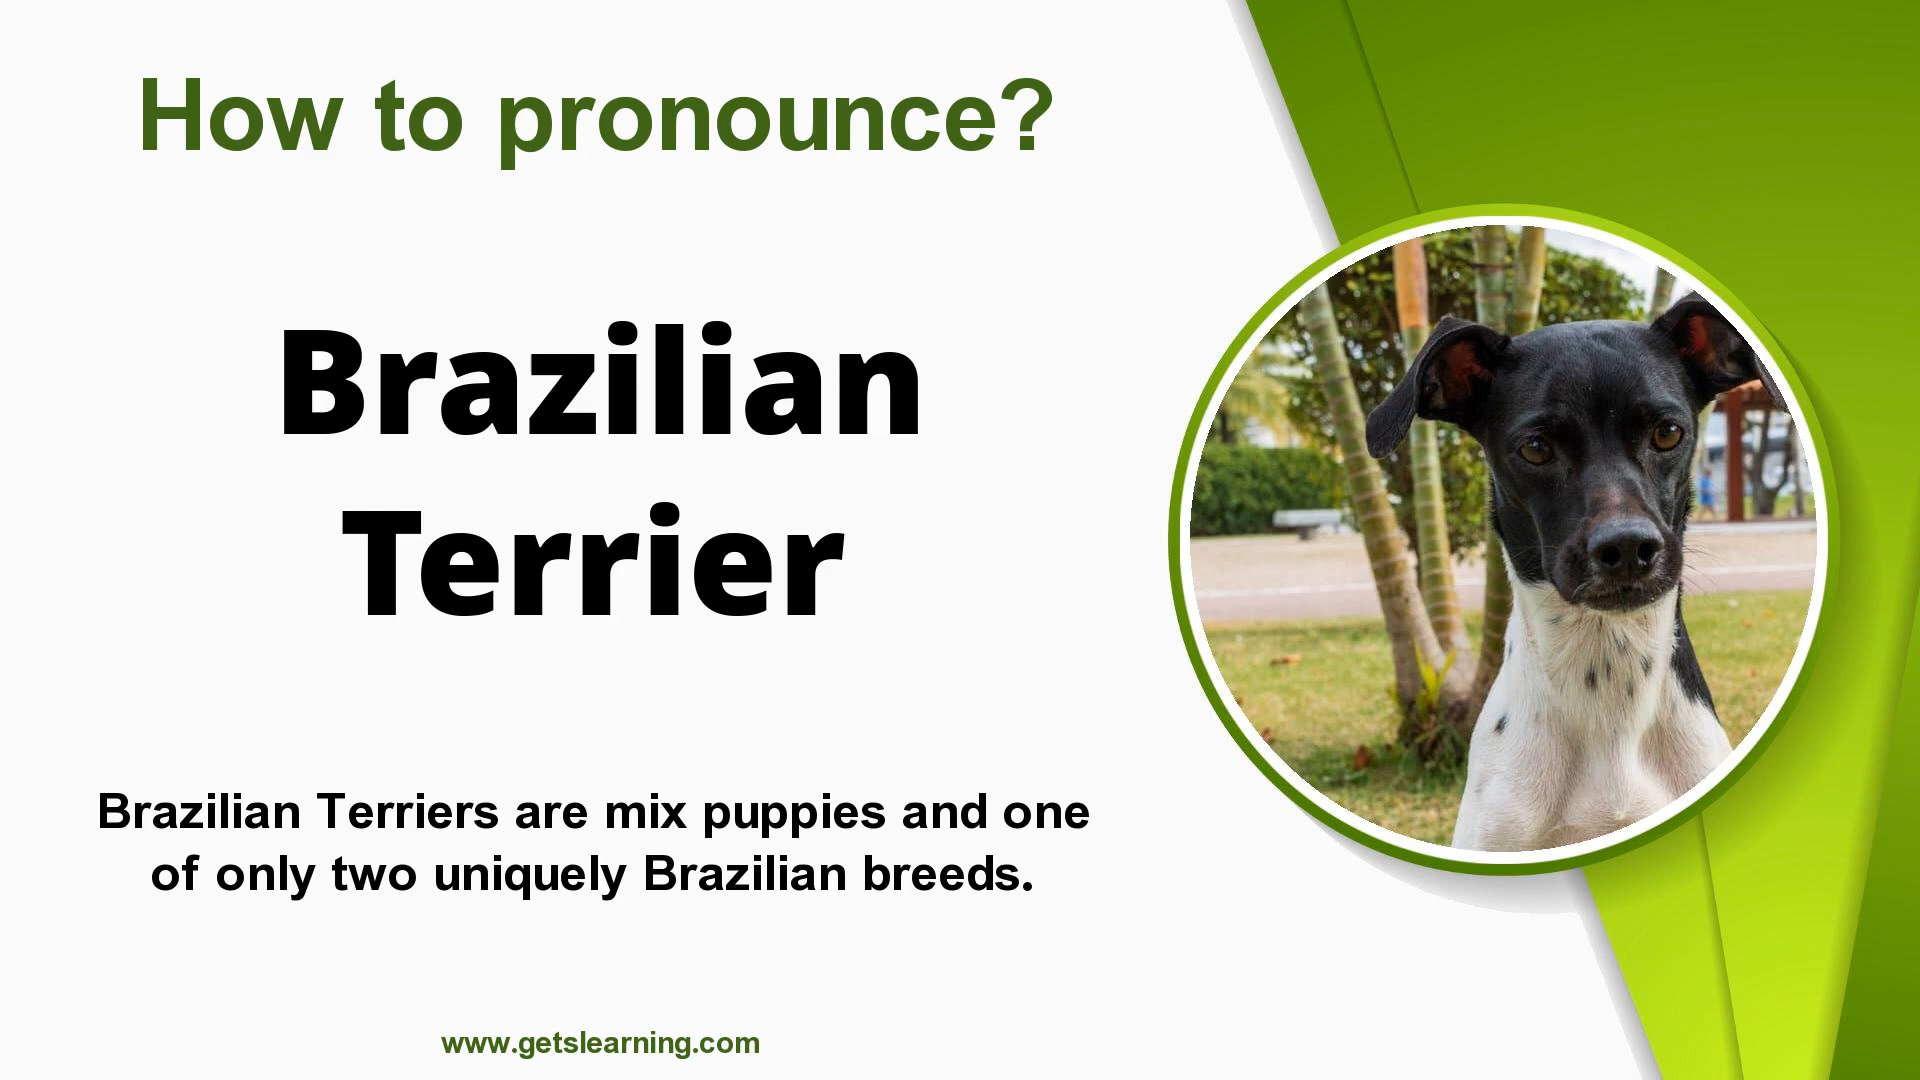 How to pronounce?
Brazilian
Terrier
Brazilian Terriers are mix puppies and one
of only two uniquely Brazilian breeds.
www.getslearning.com